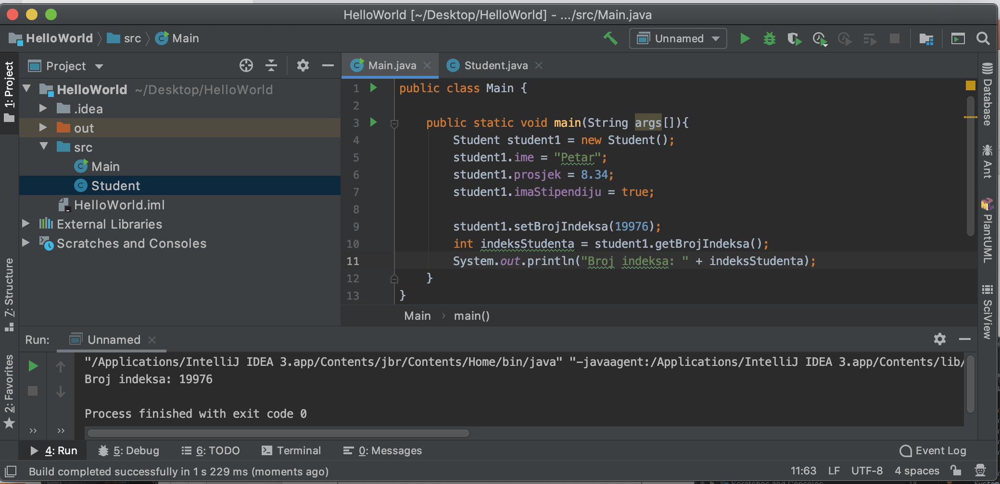 HelloWorld [~/Desktop/HelloWorld] - .../src/Main.java
HelloWorld src Main
Unnamed
1: Project
Project
HelloWorld ~/Desktop/HelloWorld
.idea
out
src
Main
Student
HelloWorld.iml
External Libraries
Scratches and Consoles
7: Structure
2: Favorites
Main.java Student.java
1 public class Main {
2
3 public static void main(String args[]){
4 Student student1 = new Student();
5 student1.ime = "Petar";
6 student1.prosjek = 8.34;
7 student1.imaStipendiju = true;
8
9 student1.setBrojIndeksa(19976);
10 int indeksStudenta = student1.getBrojIndeksa();
11 System.out.println("Broj indeksa: " + indeksStudenta);
12 }
13 }
Main › main()
Database
Ant
PlantUML
SciView
Run: Unnamed
"/Applications/IntelliJ IDEA 3.app/Contents/jbr/Contents/Home/bin/java" "-javaagent:/Applications/IntelliJ IDEA 3.app/Contents/lib/
Broj indeksa: 19976
Process finished with exit code 0
4: Run 5: Debug 6: TODO Terminal 0: Messages Event Log
Build completed successfully in 1 s 229 ms (moments ago) 11:63 LF UTF-8 4 spaces